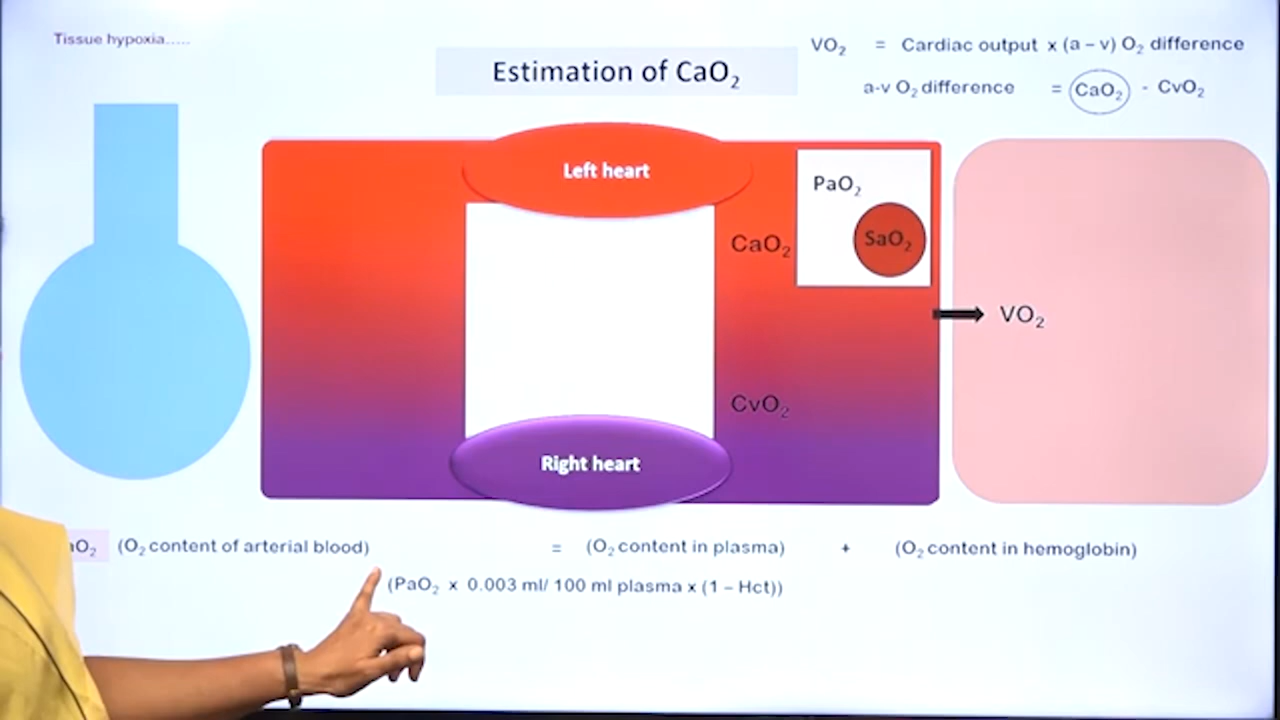 Tissue hypoxia.....
VO₂ = Cardiac output x (a – v) O₂ difference
Estimation of CaO₂
a-v O₂ difference = CaO₂ - CvO₂
Left heart
PaO₂
SaO₂
CaO₂
VO₂
CvO₂
Right heart
(O₂ content of arterial blood) = (O₂ content in plasma) + (O₂ content in hemoglobin)
(PaO₂ x 0.003 ml/ 100 ml plasma x (1 – Hct))